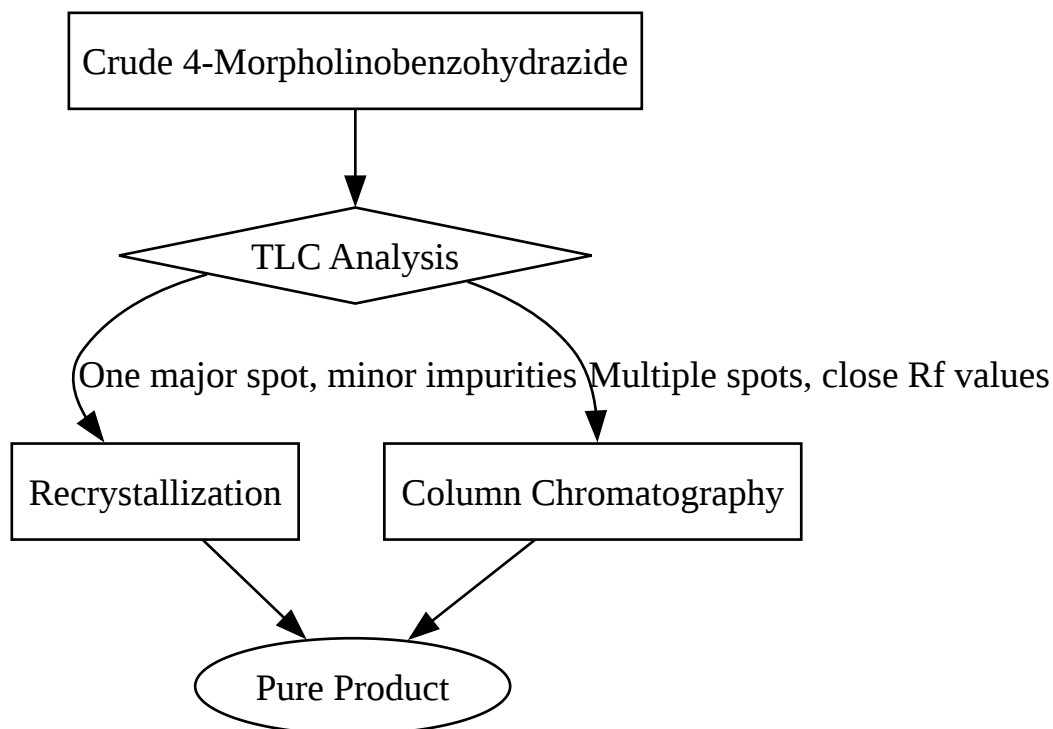 Crude 4-Morpholinobenzohydrazide
TLC Analysis
One major spot, minor impurities
Multiple spots, close Rf values
Recrystallization
Column Chromatography
Pure Product